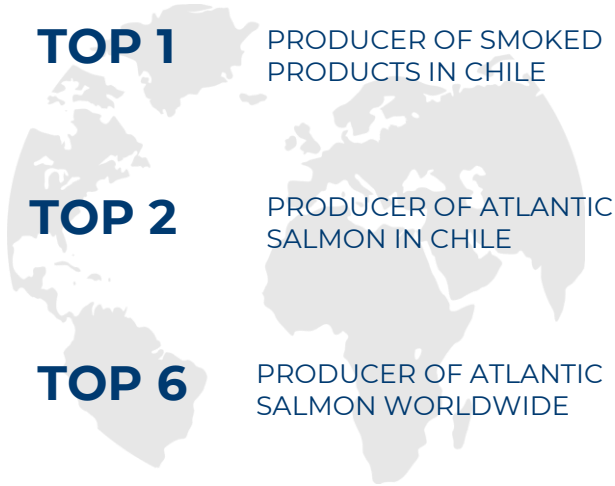 TOP 1
PRODUCER OF SMOKED
PRODUCTS IN CHILE
TOP 2
PRODUCER OF ATLANTIC
SALMON IN CHILE
TOP 6
PRODUCER OF ATLANTIC
SALMON WORLDWIDE